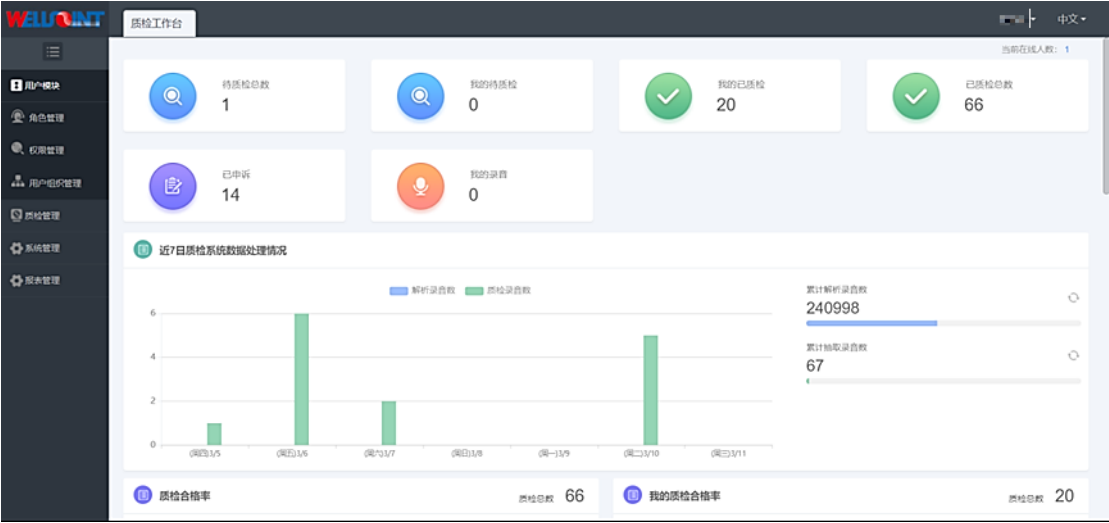 WELLPOINT
质检工作台
中文
当前在线人数: 1
用户模块
角色管理
权限管理
用户组织管理
质检管理
系统管理
报表管理
待质检总数
1
我的待质检
0
我的已质检
20
已质检总数
66
已申诉
14
我的录音
0
近7日质检系统数据处理情况
解析录音数 质检录音数
6
4
2
0
(周四)3/5 (周五)3/6 (周六)3/7 (周日)3/8 (周一)3/9 (周二)3/10 (周三)3/11
累计解析录音数
240998
累计抽取录音数
67
质检合格率 质检总数 66
我的质检合格率 质检总数 20